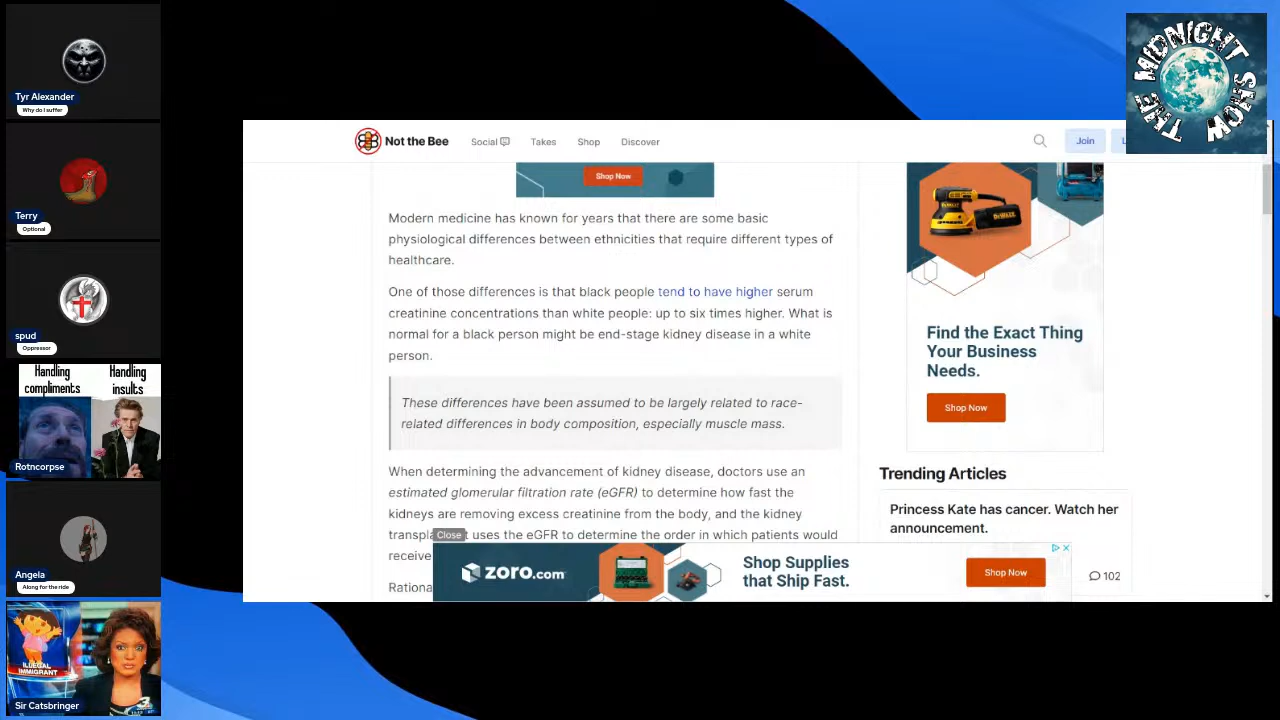 Tyr Alexander
Why do I suffer
Terry
Optional
spud
Oppressor
Handling compliments
Handling insults
Rotncorpse
Angela
Along for the ride
ILLEGAL IMMIGRANT
Sir Catsbringer
THE MIDNIGHT SHOW
Not the Bee
Social
Takes
Shop
Discover
Join
Shop Now
Modern medicine has known for years that there are some basic
physiological differences between ethnicities that require different types of
healthcare.
One of those differences is that black people tend to have higher serum
creatinine concentrations than white people: up to six times higher. What is
normal for a black person might be end-stage kidney disease in a white
person.
These differences have been assumed to be largely related to race-
related differences in body composition, especially muscle mass.
When determining the advancement of kidney disease, doctors use an
estimated glomerular filtration rate (eGFR) to determine how fast the
kidneys are removing excess creatinine from the body, and the kidney
transpla uses the eGFR to determine the order in which patients would
receive
Rationa
Close
zoro.com
Shop Supplies
that Ship Fast.
Shop Now
DEWALT
Find the Exact Thing
Your Business
Needs.
Shop Now
Trending Articles
Princess Kate has cancer. Watch her
announcement.
102